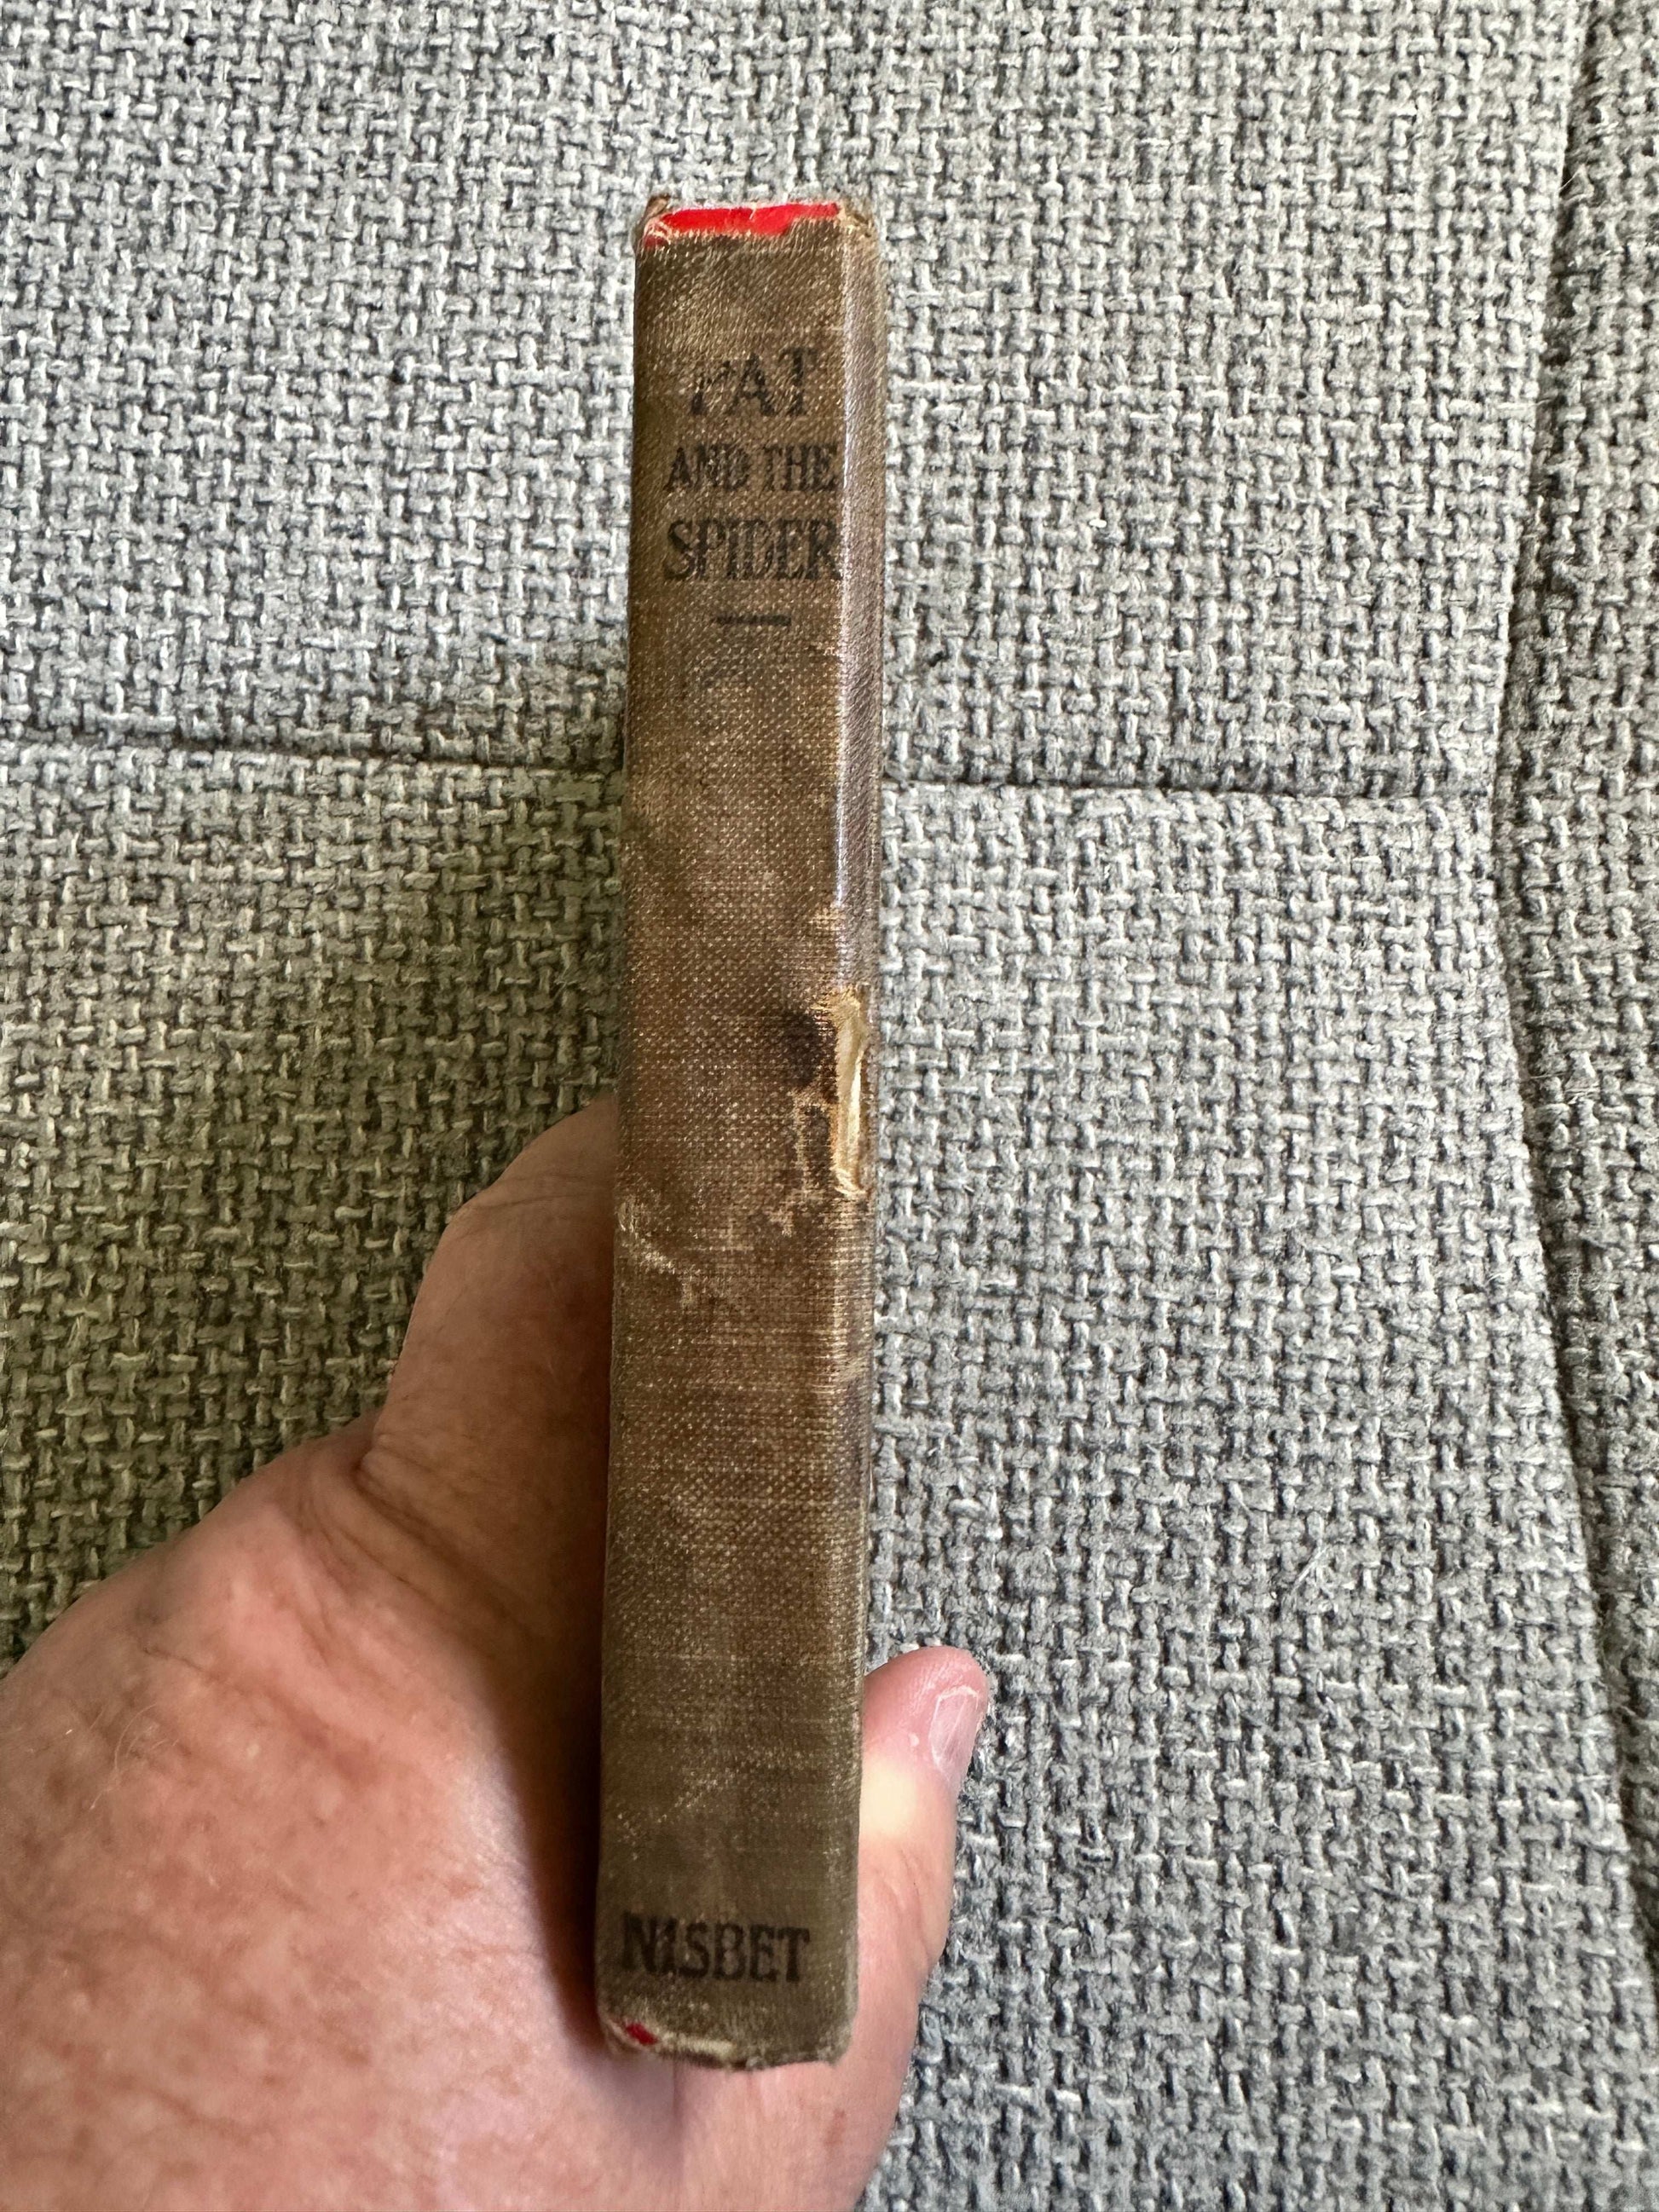 PAT
AND THE
SPIDER
NISBET